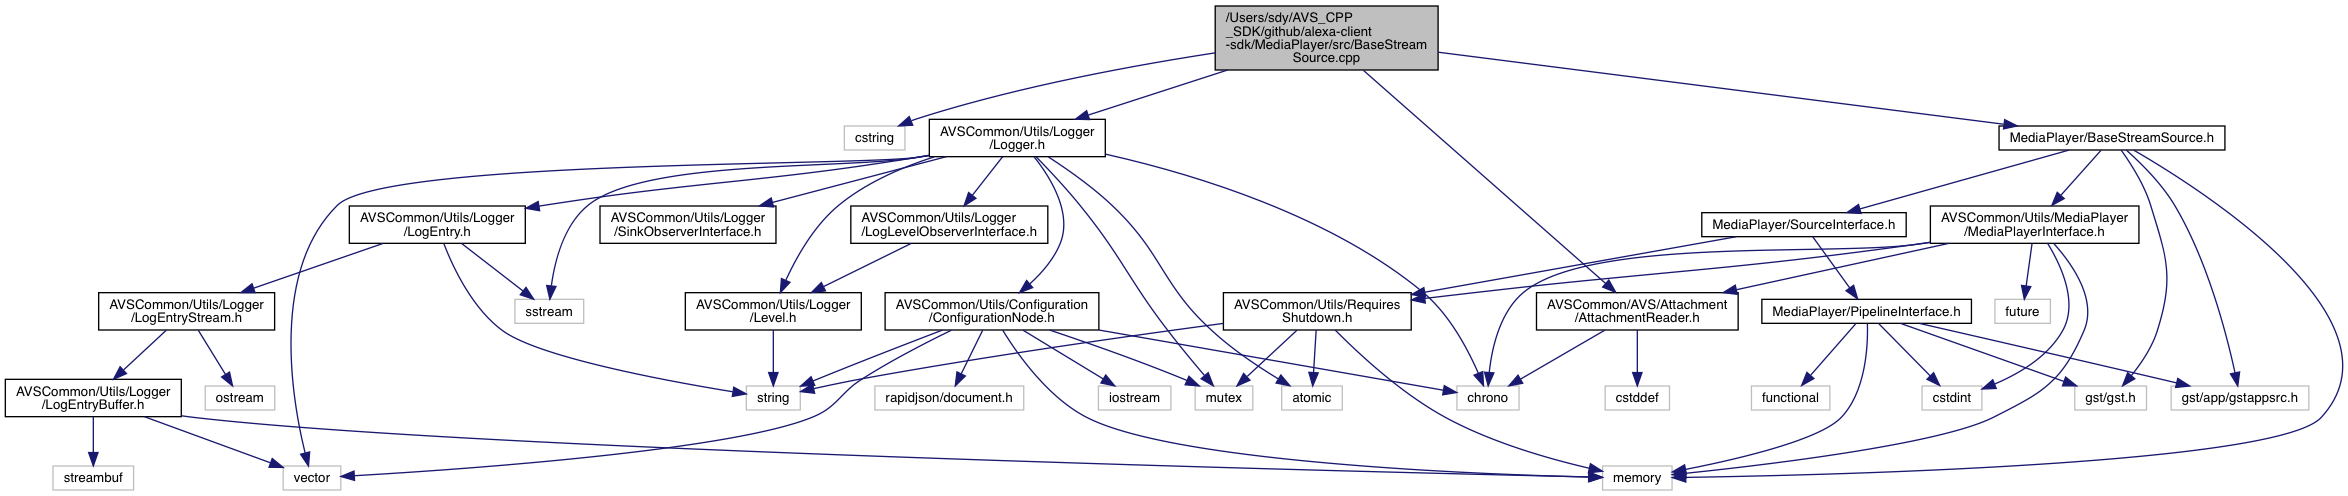 /Users/sdy/AVS_CPP
_SDK/github/alexa-client
-sdk/MediaPlayer/src/BaseStream
Source.cpp
cstring
AVSCommon/Utils/Logger
/Logger.h
MediaPlayer/BaseStreamSource.h
AVSCommon/Utils/Logger
/LogEntry.h
AVSCommon/Utils/Logger
/SinkObserverInterface.h
AVSCommon/Utils/Logger
/LogLevelObserverInterface.h
MediaPlayer/SourceInterface.h
AVSCommon/Utils/MediaPlayer
/MediaPlayerInterface.h
AVSCommon/Utils/Logger
/LogEntryStream.h
sstream
AVSCommon/Utils/Logger
/Level.h
AVSCommon/Utils/Configuration
/ConfigurationNode.h
AVSCommon/Utils/Requires
Shutdown.h
AVSCommon/AVS/Attachment
/AttachmentReader.h
MediaPlayer/PipelineInterface.h
future
AVSCommon/Utils/Logger
/LogEntryBuffer.h
ostream
string
rapidjson/document.h
iostream
mutex
atomic
chrono
cstddef
functional
cstdint
gst/gst.h
gst/app/gstappsrc.h
streambuf
vector
memory